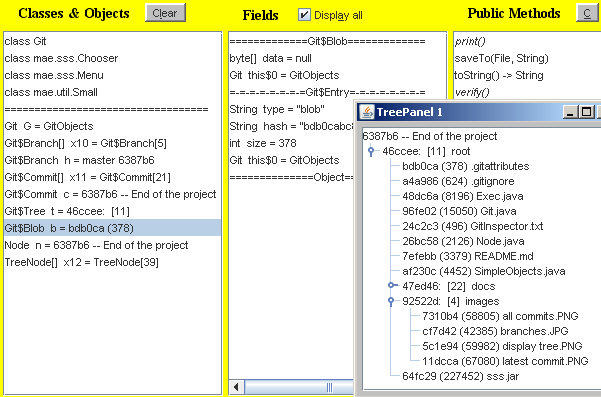 Classes & Objects
Clear
class Git
class mae.sss.Chooser
class mae.sss.Menu
class mae.util.Small
================================
Git G = GitObjects
Git$Branch[] x10 = Git$Branch[5]
Git$Branch h = master 6387b6
Git$Commit[] x11 = Git$Commit[21]
Git$Commit c = 6387b6 -- End of the project
Git$Tree t = 46ccee: [11]
Git$Blob b = bdb0ca (378)
Node n = 6387b6 -- End of the project
TreeNode[] x12 = TreeNode[39]
Fields
Display all
=============Git$Blob=============
byte[] data = null
Git this$0 = GitObjects
=-=-=-=-=-=-=Git$Entry=-=-=-=-=-=-=
String type = "blob"
String hash = "bdb0cabc
int size = 378
Git this$0 = GitObjects
==============Object==
Public Methods
C
print()
saveTo(File, String)
toString() -> String
verify()
TreePanel 1
6387b6 -- End of the project
46ccee: [11] root
bdb0ca (378) .gitattributes
a4a986 (624) .gitignore
48dc6a (8196) Exec.java
96fe02 (15050) Git.java
24c2c3 (496) GitInspector.txt
26bc58 (2126) Node.java
7efebb (3379) README.md
af230c (4452) SimpleObjects.java
47ed46: [22] docs
92522d: [4] images
7310b4 (58805) all commits.PNG
cf7d42 (42385) branches.JPG
5c1e94 (59982) display tree.PNG
11dcca (67080) latest commit.PNG
64fc29 (227452) sss.jar